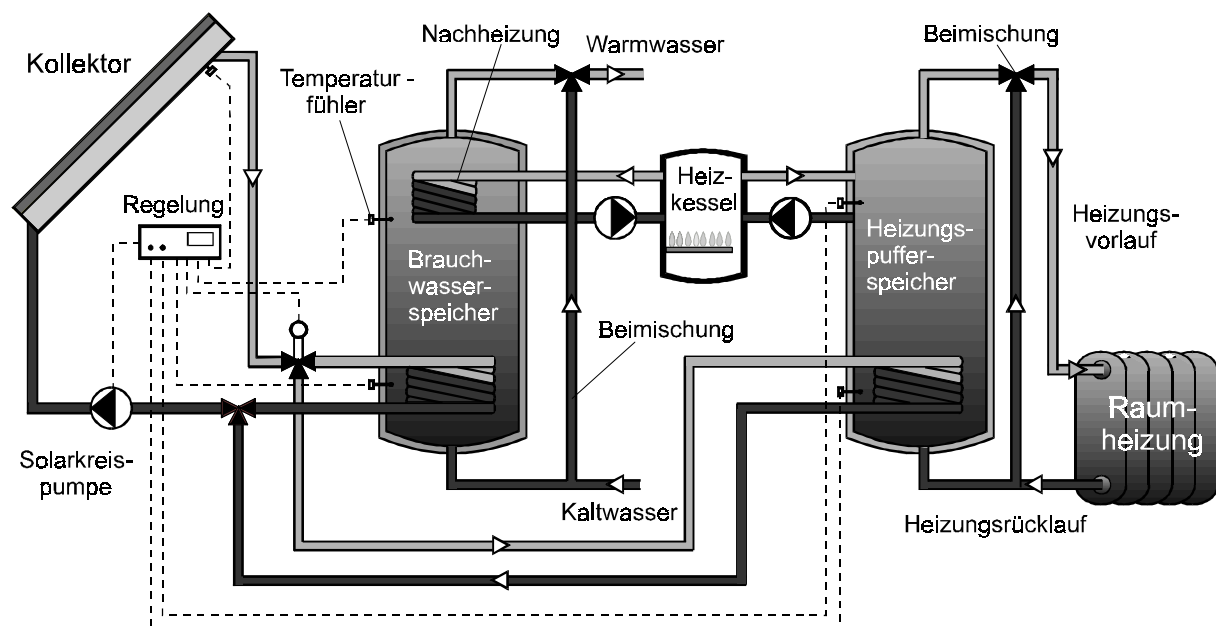 Kollektor
Nachheizung
Warmwasser
Beimischung
Temperatur -
fühler
Regelung
Heiz-
kessel
Heizungs-
vorlauf
Heizungs-
puffer-
speicher
Brauch-
wasser-
speicher
Beimischung
Raum-
heizung
Solarkreis-
pumpe
Kaltwasser
Heizungsrücklauf